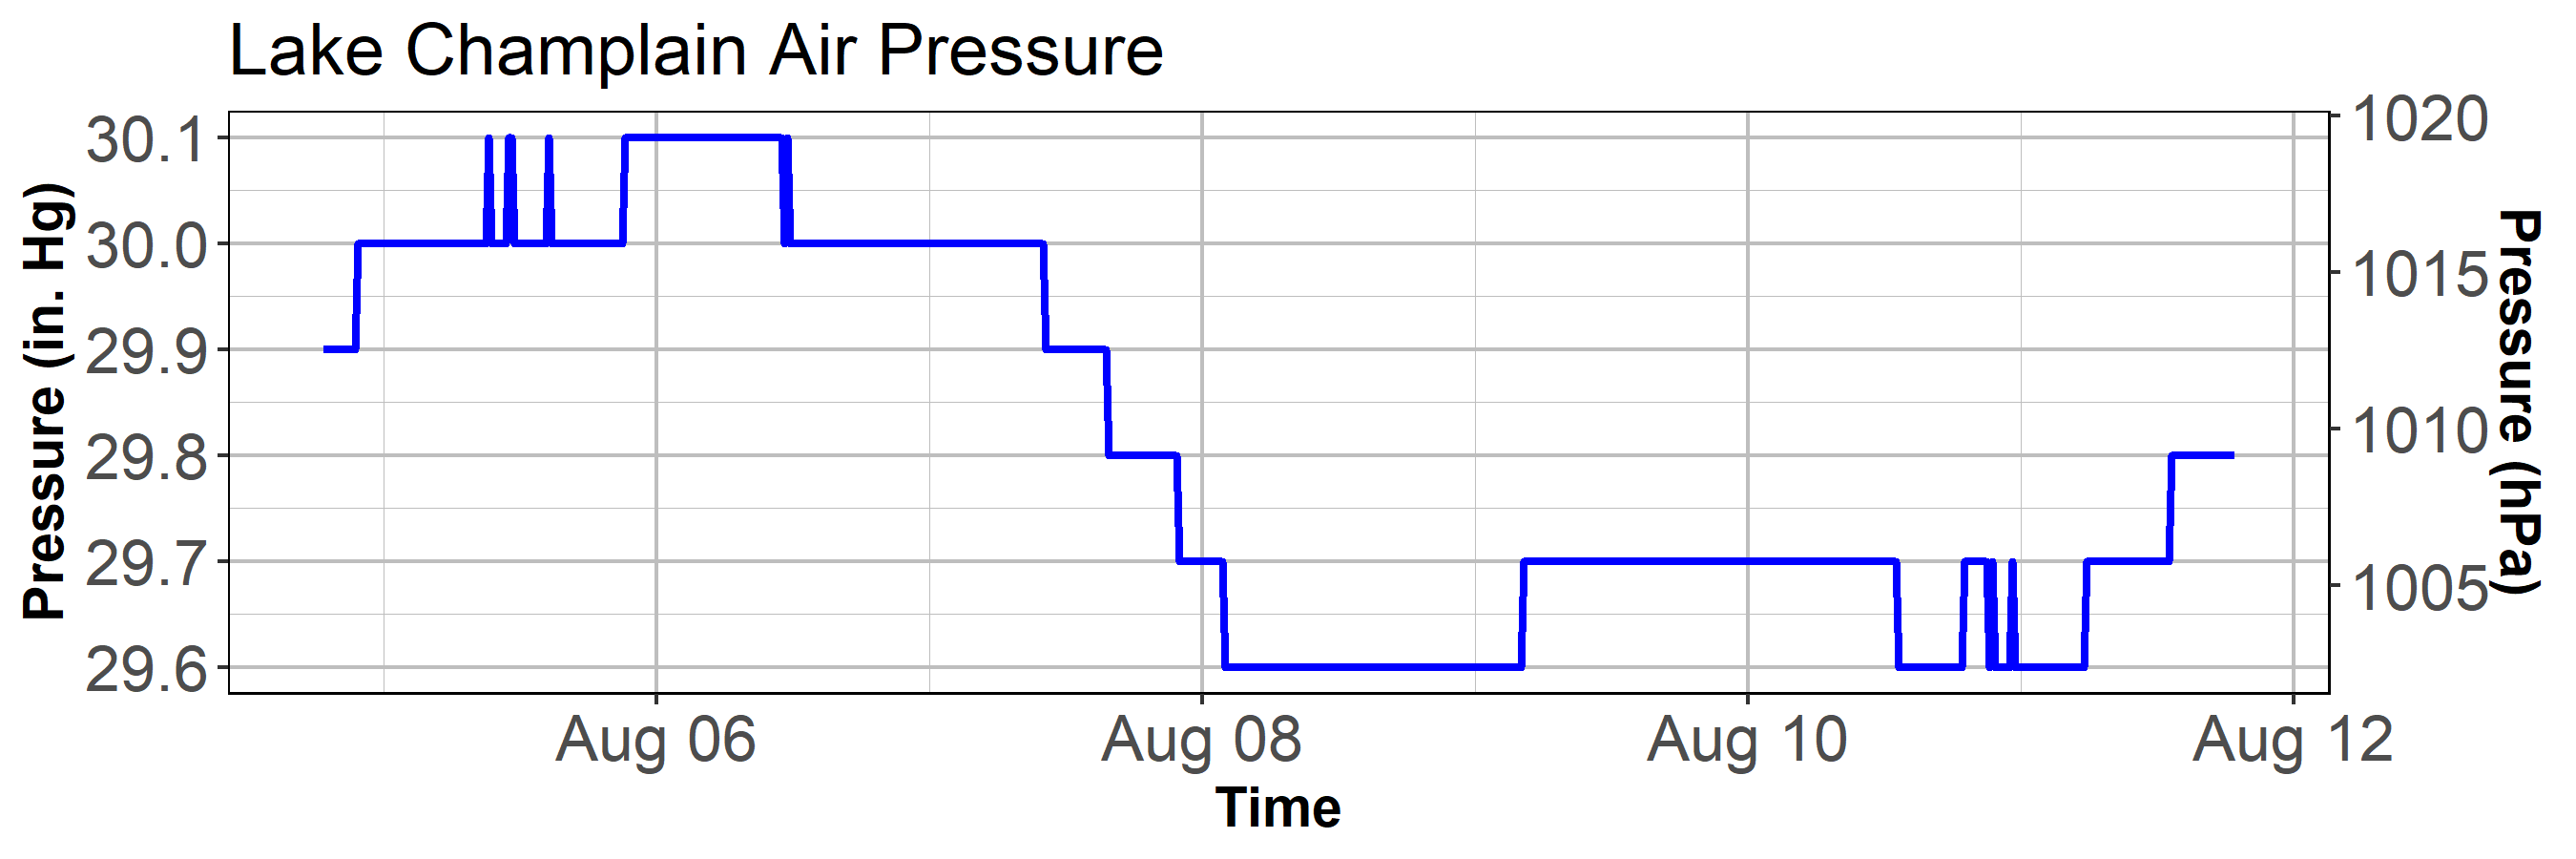 Lake Champlain Air Pressure
Pressure (in. Hg)
30.1
30.0
29.9
29.8
29.7
29.6
1020
1015
1010
1005
Pressure (hPa)
Aug 06
Aug 08
Aug 10
Aug 12
Time